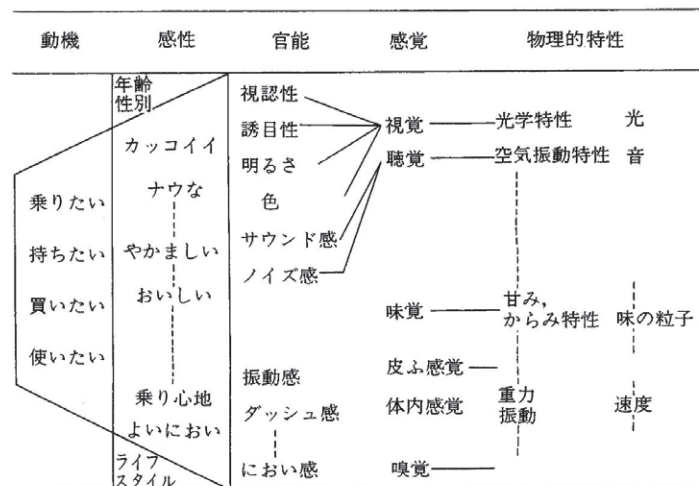 動機 感性 官能 感覚 物理的特性
年齢
性別
カッコイイ
ナウな
やかましい
おいしい
乗り心地
よいにおい
ライフ
スタイル
乗りたい
持ちたい
買いたい
使いたい
視認性
誘目性
明るさ
色
サウンド感
ノイズ感
振動感
ダッシュ感
におい感
視覚
聴覚
味覚
皮ふ感覚
体内感覚
嗅覚
光学特性 光
空気振動特性 音
甘み,
からみ特性 味の粒子
重力
振動
速度